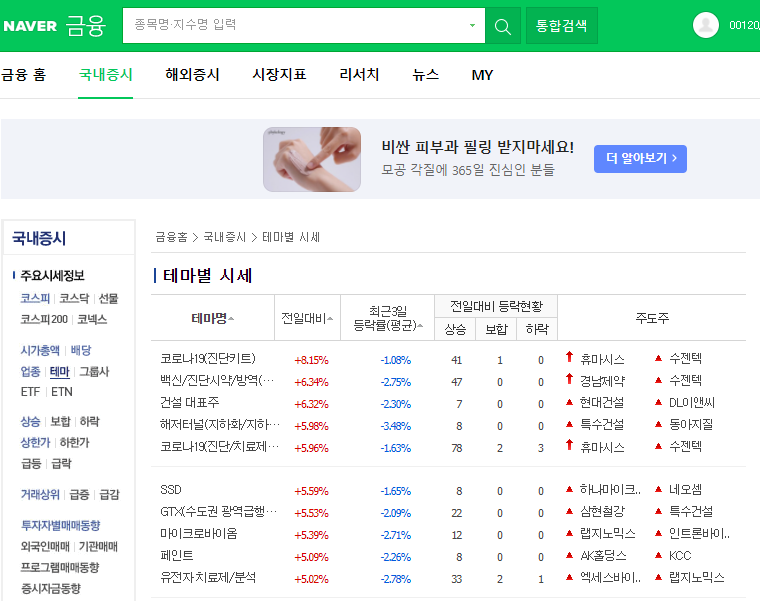 NAVER 금융 종목명·지수명 입력 통합검색 00120
금융 홈 국내증시 해외증시 시장지표 리서치 뉴스 MY
비싼 피부과 필링 받지마세요!
모공 각질에 365일 진심인 분들
더 알아보기 >
국내증시
주요시세정보
코스피 코스닥 선물
코스피200 코넥스
시가총액 배당
업종 테마 그룹사
ETF ETN
상승 보합 하락
상한가 하한가
급등 급락
거래상위 급증 급감
투자자별매매동향
외국인매매 기관매매
프로그램매매동향
증시자금동향
금융홈 > 국내증시 > 테마별 시세
테마별 시세
테마명 전일대비 최근3일 등락률(평균) 전일대비 등락현황 주도주
상승 보합 하락
코로나19(진단키트) +8.15% -1.08% 41 1 0 휴마시스 수젠텍
백신/진단시약/방역(… +6.34% -2.75% 47 0 0 경남제약 수젠텍
건설 대표주 +6.32% -2.30% 7 0 0 현대건설 DL이앤씨
해저터널(지하화/지하… +5.98% -3.48% 8 0 0 특수건설 동아지질
코로나19(진단/치료제… +5.96% -1.63% 78 2 3 휴마시스 수젠텍
SSD +5.59% -1.65% 8 0 0 하나마이크.. 네오셈
GTX(수도권 광역급행… +5.53% -2.09% 22 0 0 삼현철강 특수건설
마이크로바이옴 +5.39% -2.71% 12 0 0 랩지노믹스 인트론바이..
페인트 +5.09% -2.26% 8 0 0 AK홀딩스 KCC
유전자 치료제/분석 +5.02% -2.78% 33 2 1 엑세스바이.. 랩지노믹스